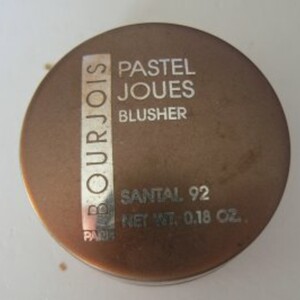 BOURJOIS
PARIS
PASTEL
JOUES
BLUSHER
SANTAL 92
NET WT. 0.18 OZ.